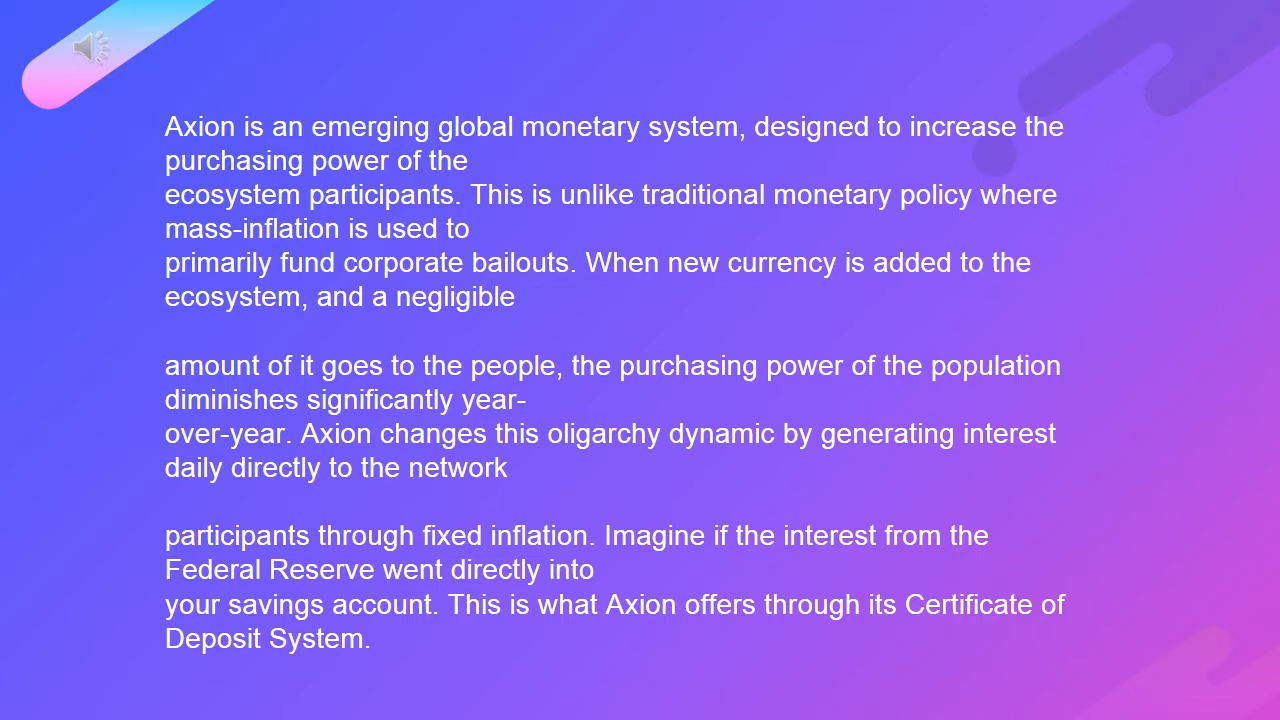 Axion is an emerging global monetary system, designed to increase the
purchasing power of the
ecosystem participants. This is unlike traditional monetary policy where
mass-inflation is used to
primarily fund corporate bailouts. When new currency is added to the
ecosystem, and a negligible
amount of it goes to the people, the purchasing power of the population
diminishes significantly year-
over-year. Axion changes this oligarchy dynamic by generating interest
daily directly to the network
participants through fixed inflation. Imagine if the interest from the
Federal Reserve went directly into
your savings account. This is what Axion offers through its Certificate of
Deposit System.